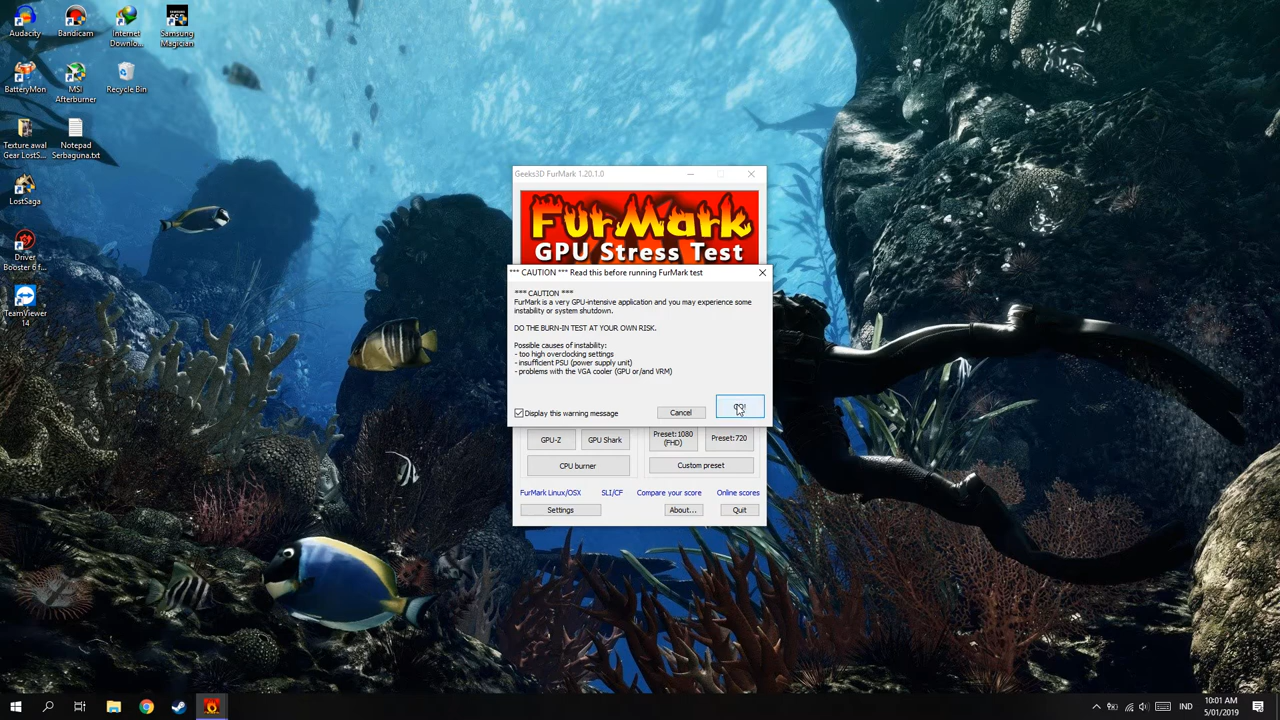 Audacity
Bandicam
Internet
Downlo...
Samsung
Magician
BatteryMon
MSI
Afterburner
Recycle Bin
Texture awal
Gear LostS...
Notepad
Serbaguna.txt
LostSaga
Driver
Booster 6 f...
TeamViewer
14
Geeks3D FurMark 1.20.1.0
FurMark
GPU Stress Test
*** CAUTION *** Read this before running FurMark test
*** CAUTION ***
FurMark is a very GPU-intensive application and you may experience some
instability or system shutdown.
DO THE BURN-IN TEST AT YOUR OWN RISK.
Possible causes of instability:
- too high overclocking settings
- insufficient PSU (power supply unit)
- problems with the VGA cooler (GPU or/and VRM)
Display this warning message
Cancel
GO!
GPU-Z
GPU Shark
Preset:1080
(FHD)
Preset:720
CPU burner
Custom preset
FurMark Linux/OSX
SLI/CF
Compare your score
Online scores
Settings
About...
Quit
IND
10:01 AM
5/01/2019